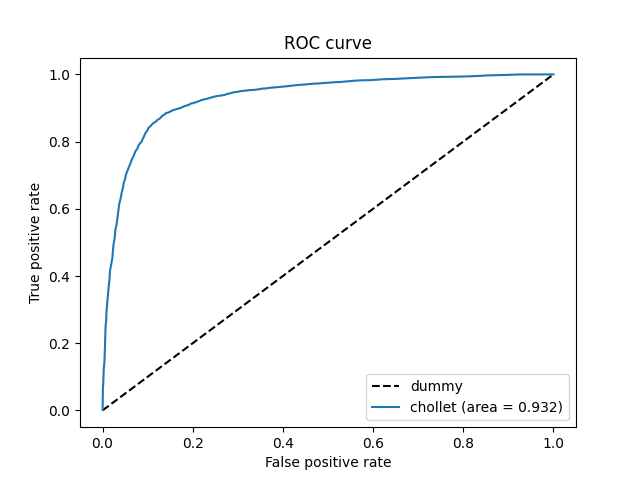 ROC curve
True positive rate
1.0
0.8
0.6
0.4
0.2
0.0
dummy
chollet (area = 0.932)
0.0 0.2 0.4 0.6 0.8 1.0
False positive rate